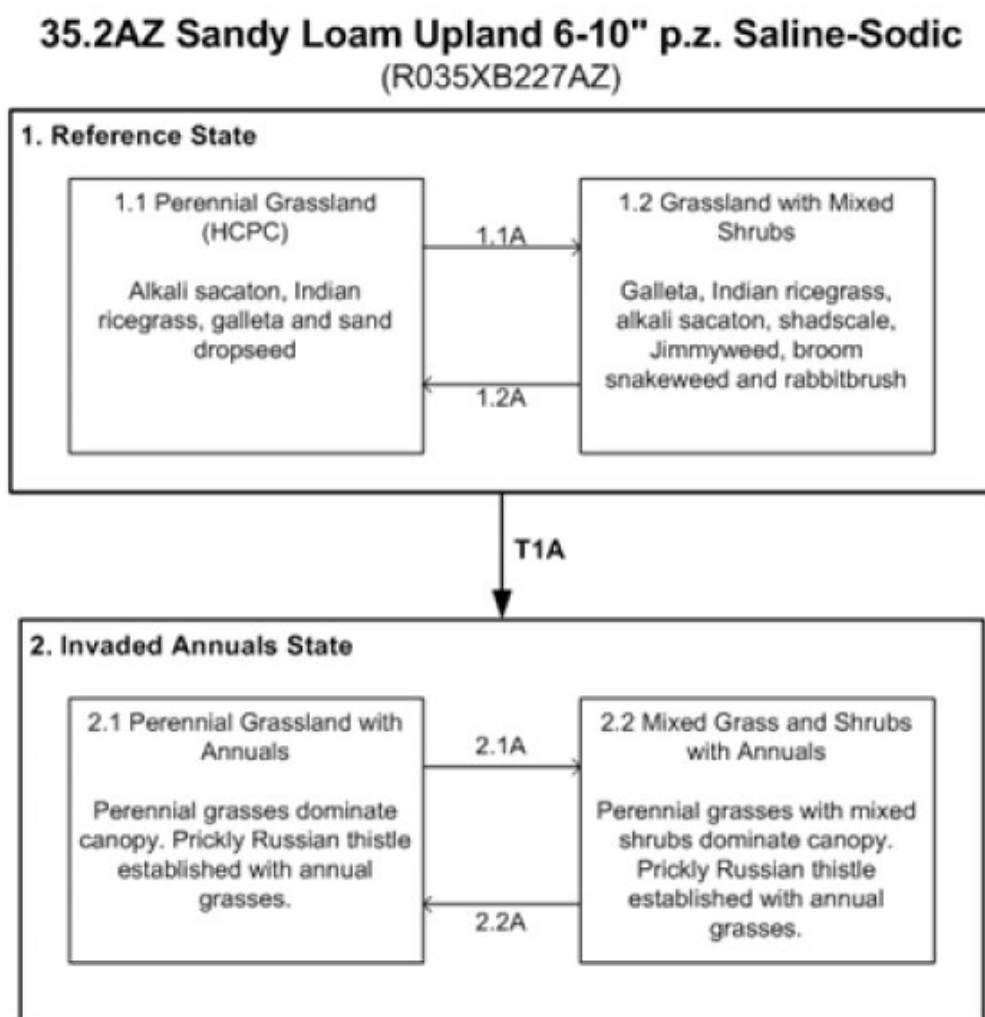 35.2AZ Sandy Loam Upland 6-10" p.z. Saline-Sodic
(R035XB227AZ)
1. Reference State
1.1 Perennial Grassland
(HCPC)
Alkali sacaton, Indian
ricegrass, galleta and sand
dropseed
1.1A
1.2A
1.2 Grassland with Mixed
Shrubs
Galleta, Indian ricegrass,
alkali sacaton, shadscale,
Jimmyweed, broom
snakeweed and rabbitbrush
T1A
2. Invaded Annuals State
2.1 Perennial Grassland with
Annuals
Perennial grasses dominate
canopy. Prickly Russian thistle
established with annual
grasses.
2.1A
2.2A
2.2 Mixed Grass and Shrubs
with Annuals
Perennial grasses with mixed
shrubs dominate canopy.
Prickly Russian thistle
established with annual
grasses.